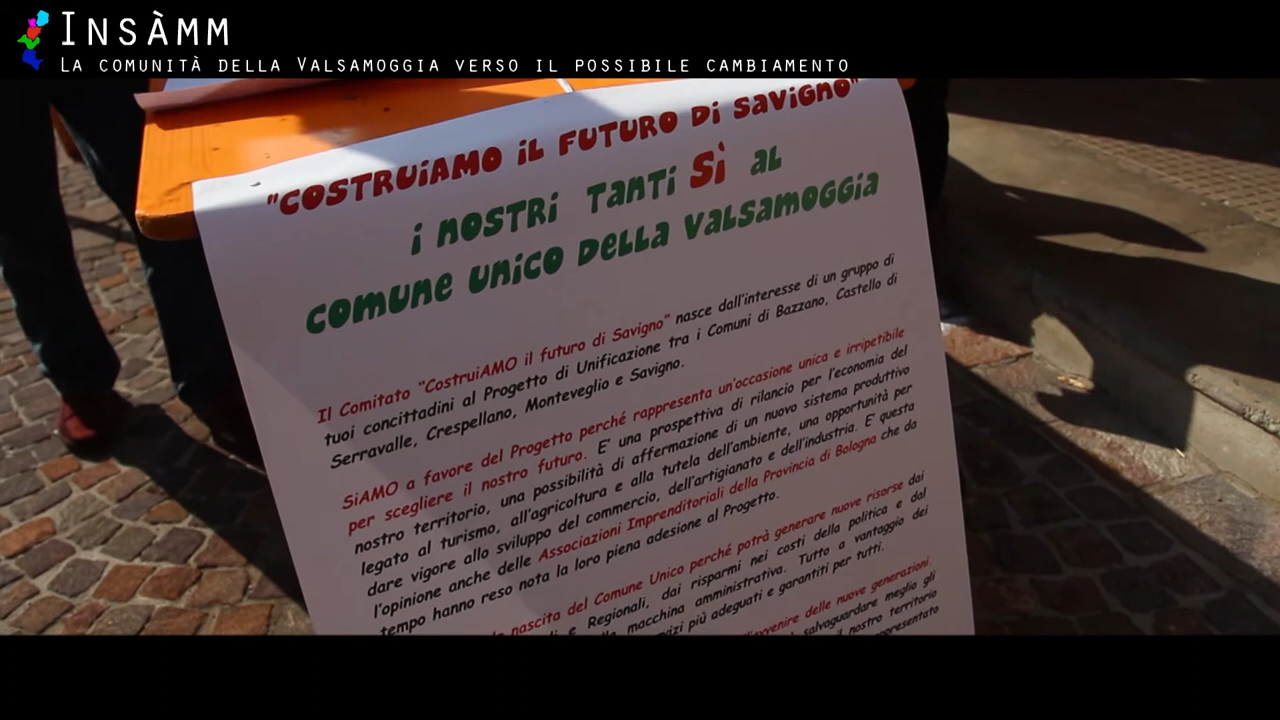 INSÀMM
LA COMUNITÀ DELLA VALSAMOGGIA VERSO IL POSSIBILE CAMBIAMENTO
"COSTRUiAMO iL FUTURO Di SaViGNO"
i NOSTRi TaNTi SÌ AL
COMUNE UNiCO DELLa VaLSaMOGGia
Il Comitato "CostruiAMO il futuro di Savigno" nasce dall'interesse di un gruppo di
tuoi concittadini al Progetto di Unificazione tra i Comuni di Bazzano, Castello di
Serravalle, Crespellano, Monteveglio e Savigno.
SiAMO a favore del Progetto perché rappresenta un'occasione unica e irripetibile
per scegliere il nostro futuro. E' una prospettiva di rilancio per l'economia del
nostro territorio, una possibilità di affermazione di un nuovo sistema produttivo
legato al turismo, all'agricoltura e alla tutela dell'ambiente, una opportunità per
dare vigore allo sviluppo del commercio, dell'artigianato e dell'industria. E' questa
l'opinione anche delle Associazioni Imprenditoriali della Provincia di Bologna che da
tempo hanno reso nota la loro piena adesione al Progetto.
nascita del Comune Unico perché potrà generare nuove risorse dai
e Regionali, dai risparmi nei costi della politica e dal
macchina amministrativa. Tutto a vantaggio dei
più adeguati e garantiti per tutti.
delle nuove generazioni.
salvaguardare meglio gli
nostro territorio